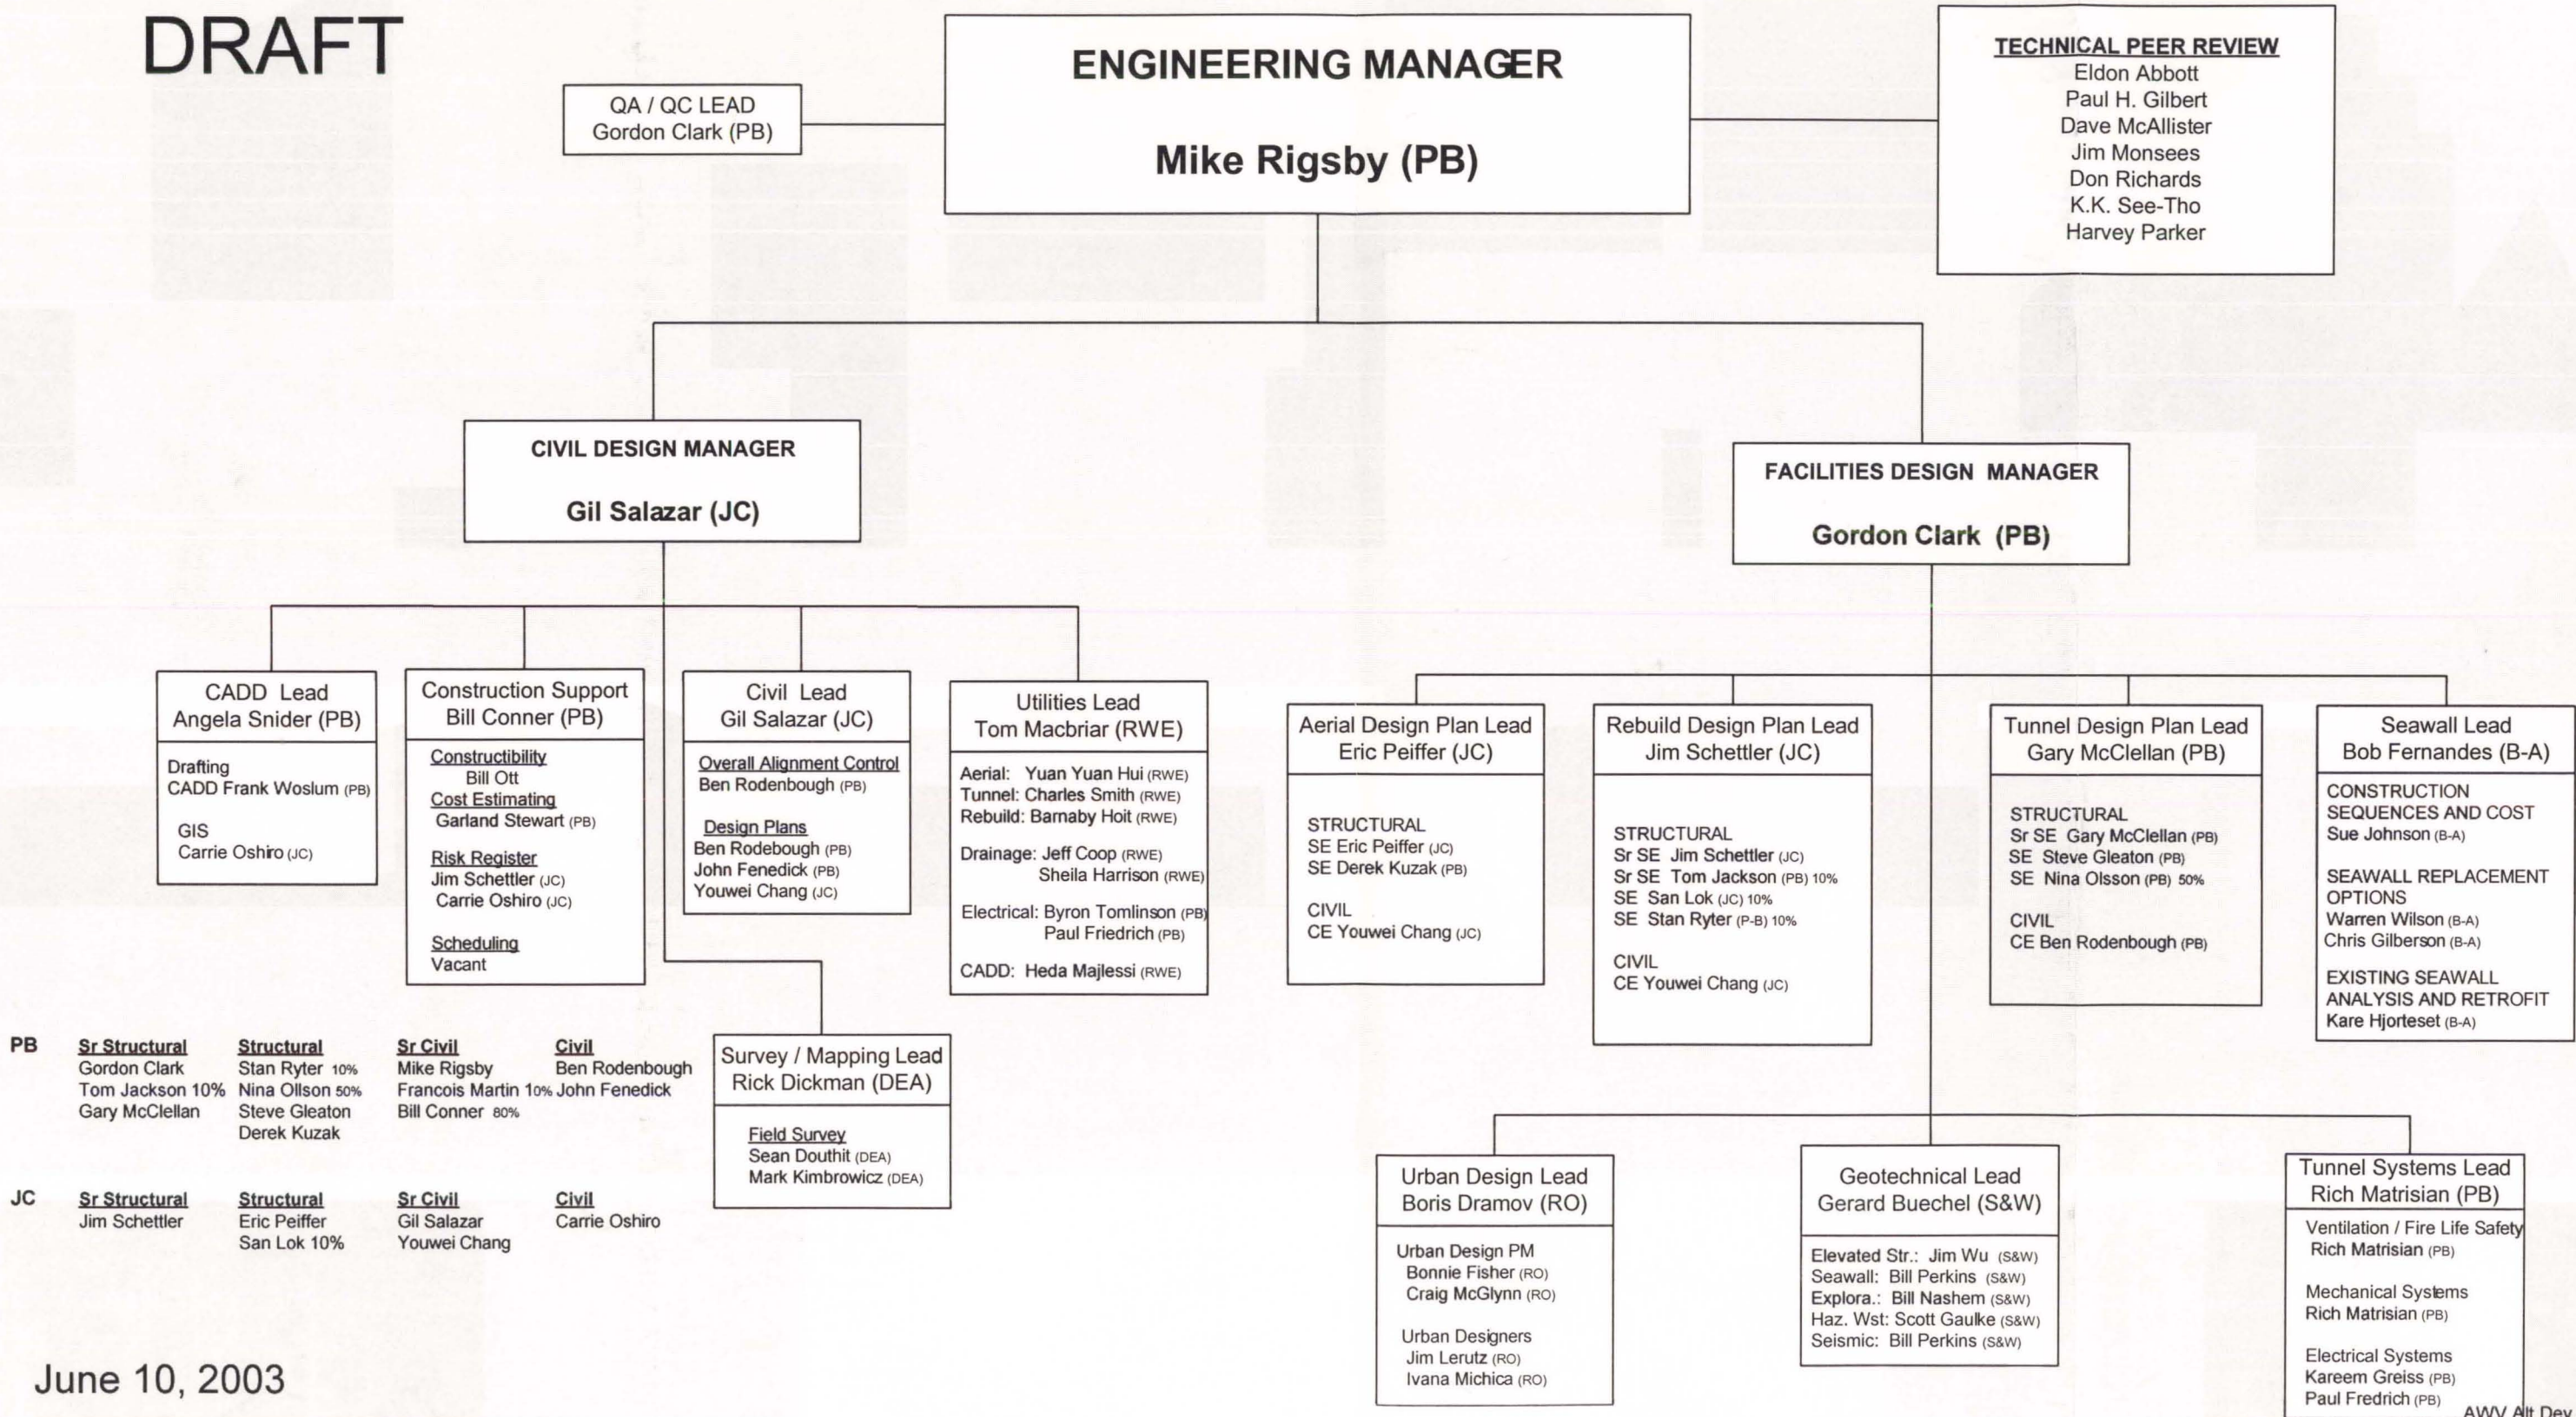 DRAFT
ENGINEERING MANAGER
Mike Rigsby (PB)
QA / QC LEAD
Gordon Clark (PB)
TECHNICAL PEER REVIEW
Eldon Abbott
Paul H. Gilbert
Dave McAllister
Jim Monsees
Don Richards
K.K. See-Tho
Harvey Parker
CIVIL DESIGN MANAGER
Gil Salazar (JC)
FACILITIES DESIGN MANAGER
Gordon Clark (PB)
CADD Lead
Angela Snider (PB)
Drafting
CADD Frank Woslum (PB)
GIS
Carrie Oshiro (JC)
Construction Support
Bill Conner (PB)
Constructibility
Bill Ott
Cost Estimating
Garland Stewart (PB)
Risk Register
Jim Schettler (JC)
Carrie Oshiro (JC)
Scheduling
Vacant
Civil Lead
Gil Salazar (JC)
Overall Alignment Control
Ben Rodenbough (PB)
Design Plans
Ben Rodebough (PB)
John Fenedick (PB)
Youwei Chang (JC)
Utilities Lead
Tom Macbriar (RWE)
Aerial: Yuan Yuan Hui (RWE)
Tunnel: Charles Smith (RWE)
Rebuild: Barnaby Hoit (RWE)
Drainage: Jeff Coop (RWE)
Sheila Harrison (RWE)
Electrical: Byron Tomlinson (PB)
Paul Friedrich (PB)
CADD: Heda Majlessi (RWE)
Aerial Design Plan Lead
Eric Peiffer (JC)
STRUCTURAL
SE Eric Peiffer (JC)
SE Derek Kuzak (PB)
CIVIL
CE Youwei Chang (JC)
Rebuild Design Plan Lead
Jim Schettler (JC)
STRUCTURAL
Sr SE Jim Schettler (JC)
Sr SE Tom Jackson (PB) 10%
SE San Lok (JC) 10%
SE Stan Ryter (P-B) 10%
CIVIL
CE Youwei Chang (JC)
Tunnel Design Plan Lead
Gary McClellan (PB)
STRUCTURAL
Sr SE Gary McClellan (PB)
SE Steve Gleaton (PB)
SE Nina Olsson (PB) 50%
CIVIL
CE Ben Rodenbough (PB)
Seawall Lead
Bob Fernandes (B-A)
CONSTRUCTION
SEQUENCES AND COST
Sue Johnson (B-A)
SEAWALL REPLACEMENT
OPTIONS
Warren Wilson (B-A)
Chris Gilberson (B-A)
EXISTING SEAWALL
ANALYSIS AND RETROFIT
Kare Hjorteset (B-A)
PB Sr Structural Structural Sr Civil Civil
Gordon Clark Stan Ryter 10% Mike Rigsby Ben Rodenbough
Tom Jackson 10% Nina Ollson 50% Francois Martin 10% John Fenedick
Gary McClellan Steve Gleaton Bill Conner 80%
Derek Kuzak
JC Sr Structural Structural Sr Civil Civil
Jim Schettler Eric Peiffer Gil Salazar Carrie Oshiro
San Lok 10% Youwei Chang
Survey / Mapping Lead
Rick Dickman (DEA)
Field Survey
Sean Douthit (DEA)
Mark Kimbrowicz (DEA)
Urban Design Lead
Boris Dramov (RO)
Urban Design PM
Bonnie Fisher (RO)
Craig McGlynn (RO)
Urban Designers
Jim Lerutz (RO)
Ivana Michica (RO)
Geotechnical Lead
Gerard Buechel (S&W)
Elevated Str.: Jim Wu (S&W)
Seawall: Bill Perkins (S&W)
Explora.: Bill Nashem (S&W)
Haz. Wst: Scott Gaulke (S&W)
Seismic: Bill Perkins (S&W)
Tunnel Systems Lead
Rich Matrisian (PB)
Ventilation / Fire Life Safety
Rich Matrisian (PB)
Mechanical Systems
Rich Matrisian (PB)
Electrical Systems
Kareem Greiss (PB)
Paul Fredrich (PB)
June 10, 2003
AWV Alt Dev